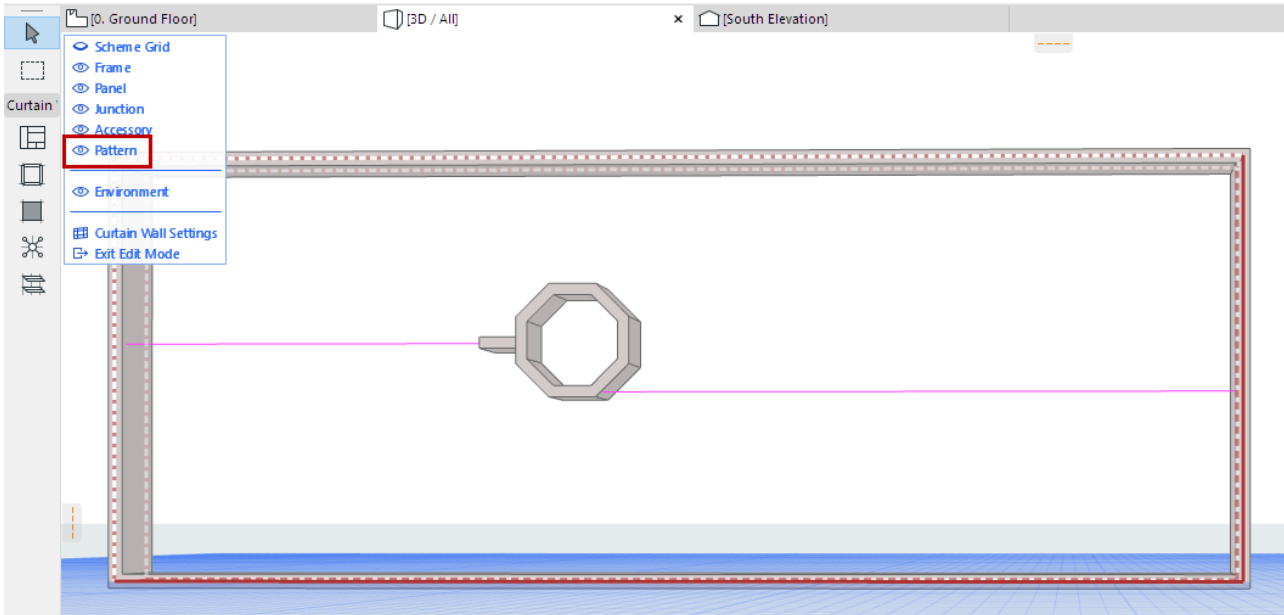 [0. Ground Floor]
[3D / All]
[South Elevation]
Scheme Grid
Frame
Panel
Junction
Accessory
Pattern
Environment
Curtain Wall Settings
Exit Edit Mode
Curtain